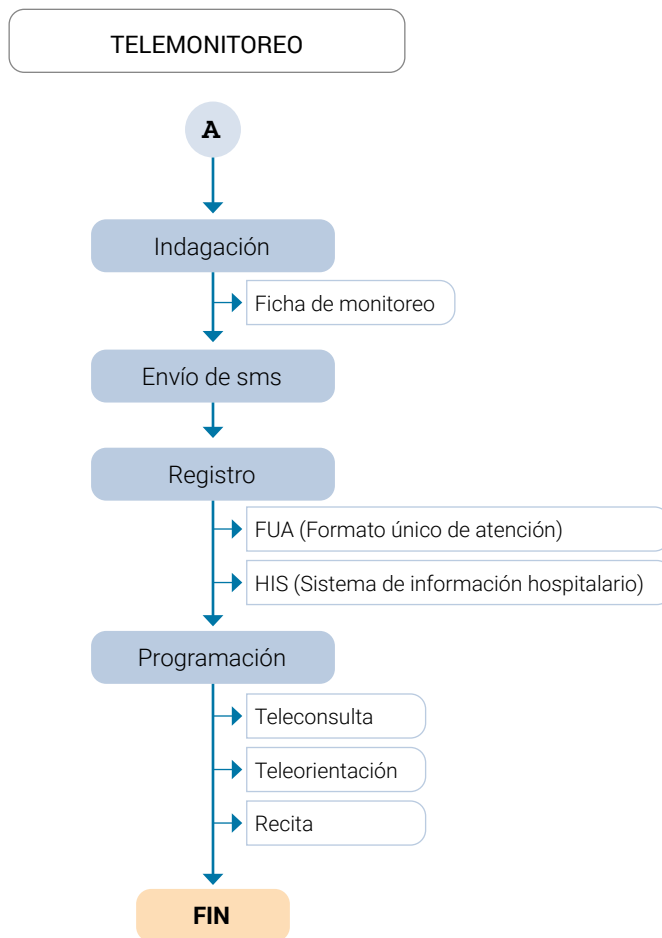 TELEMONITOREO
A
Indagación
Ficha de monitoreo
Envío de sms
Registro
FUA (Formato único de atención)
HIS (Sistema de información hospitalario)
Programación
Teleconsulta
Teleorientación
Recita
FIN